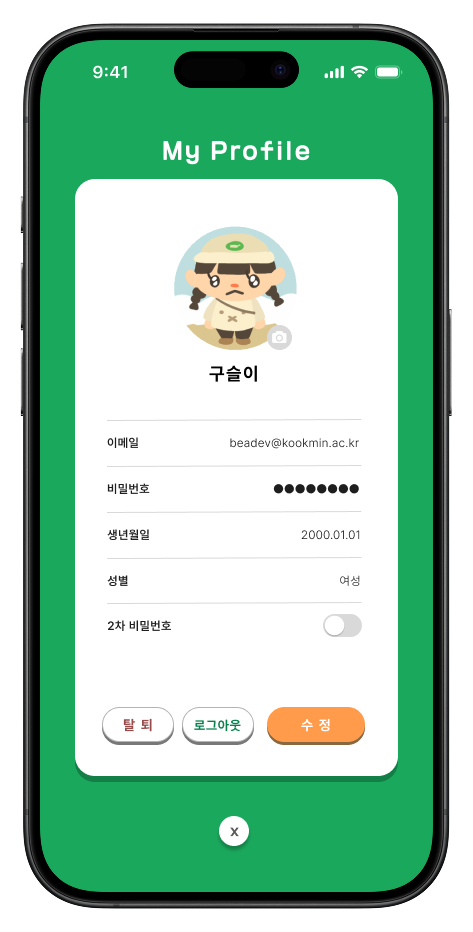 9:41
My Profile
구슬이
이메일 beadev@kookmin.ac.kr
비밀번호 ●●●●●●●●
생년월일 2000.01.01
성별 여성
2차 비밀번호
탈 퇴 로그아웃 수 정
x